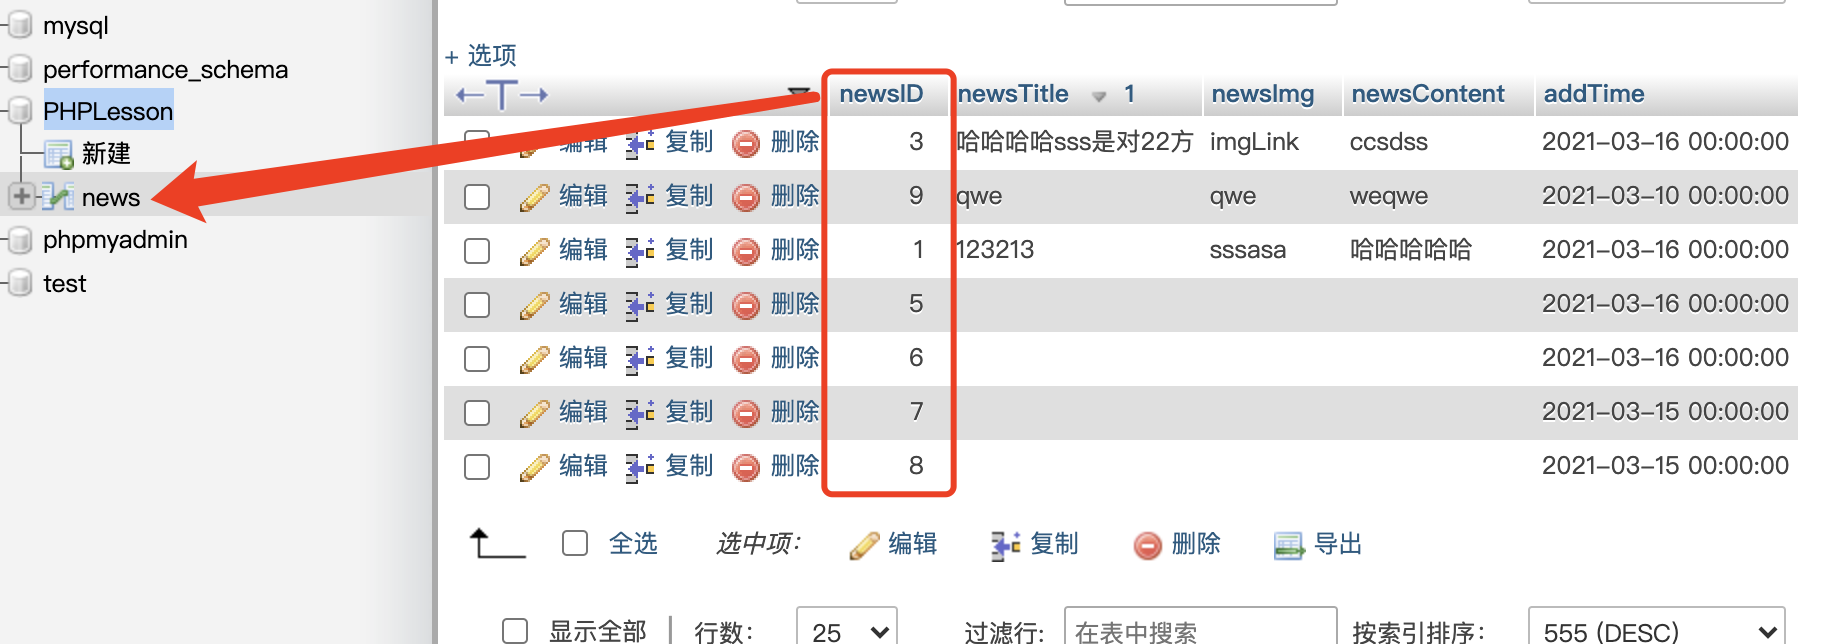 mysql
performance_schema
PHPLesson
新建
news
phpmyadmin
test
+ 选项
newsID newsTitle 1 newsImg newsContent addTime
编辑 复制 删除 3 哈哈哈哈sss是对22方 imgLink ccsdss 2021-03-16 00:00:00
编辑 复制 删除 9 qwe qwe weqwe 2021-03-10 00:00:00
编辑 复制 删除 1 123213 sssasa 哈哈哈哈哈 2021-03-16 00:00:00
编辑 复制 删除 5 2021-03-16 00:00:00
编辑 复制 删除 6 2021-03-16 00:00:00
编辑 复制 删除 7 2021-03-15 00:00:00
编辑 复制 删除 8 2021-03-15 00:00:00
全选 选中项: 编辑 复制 删除 导出
显示全部 行数: 25 过滤行: 在表中搜索 按索引排序: 555 (DESC)